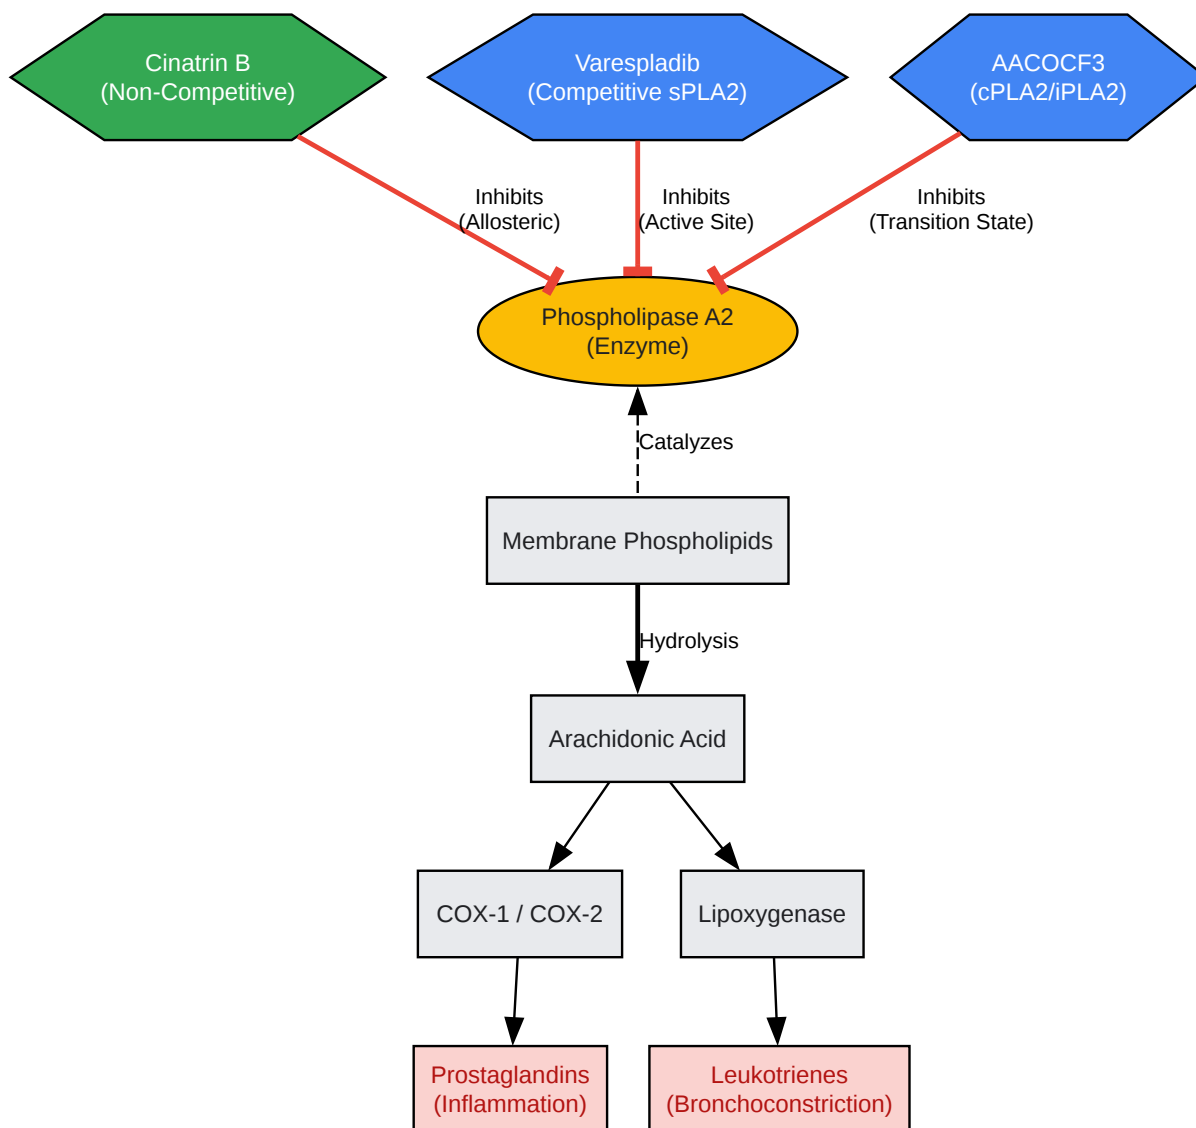 Cinatrin B
(Non-Competitive)
Varespladib
(Competitive sPLA2)
AACOCF3
(cPLA2/iPLA2)
Inhibits
(Allosteric)
Inhibits
(Active Site)
Inhibits
(Transition State)
Phospholipase A2
(Enzyme)
Catalyzes
Membrane Phospholipids
Hydrolysis
Arachidonic Acid
COX-1 / COX-2
Lipoxygenase
Prostaglandins
(Inflammation)
Leukotrienes
(Bronchoconstriction)